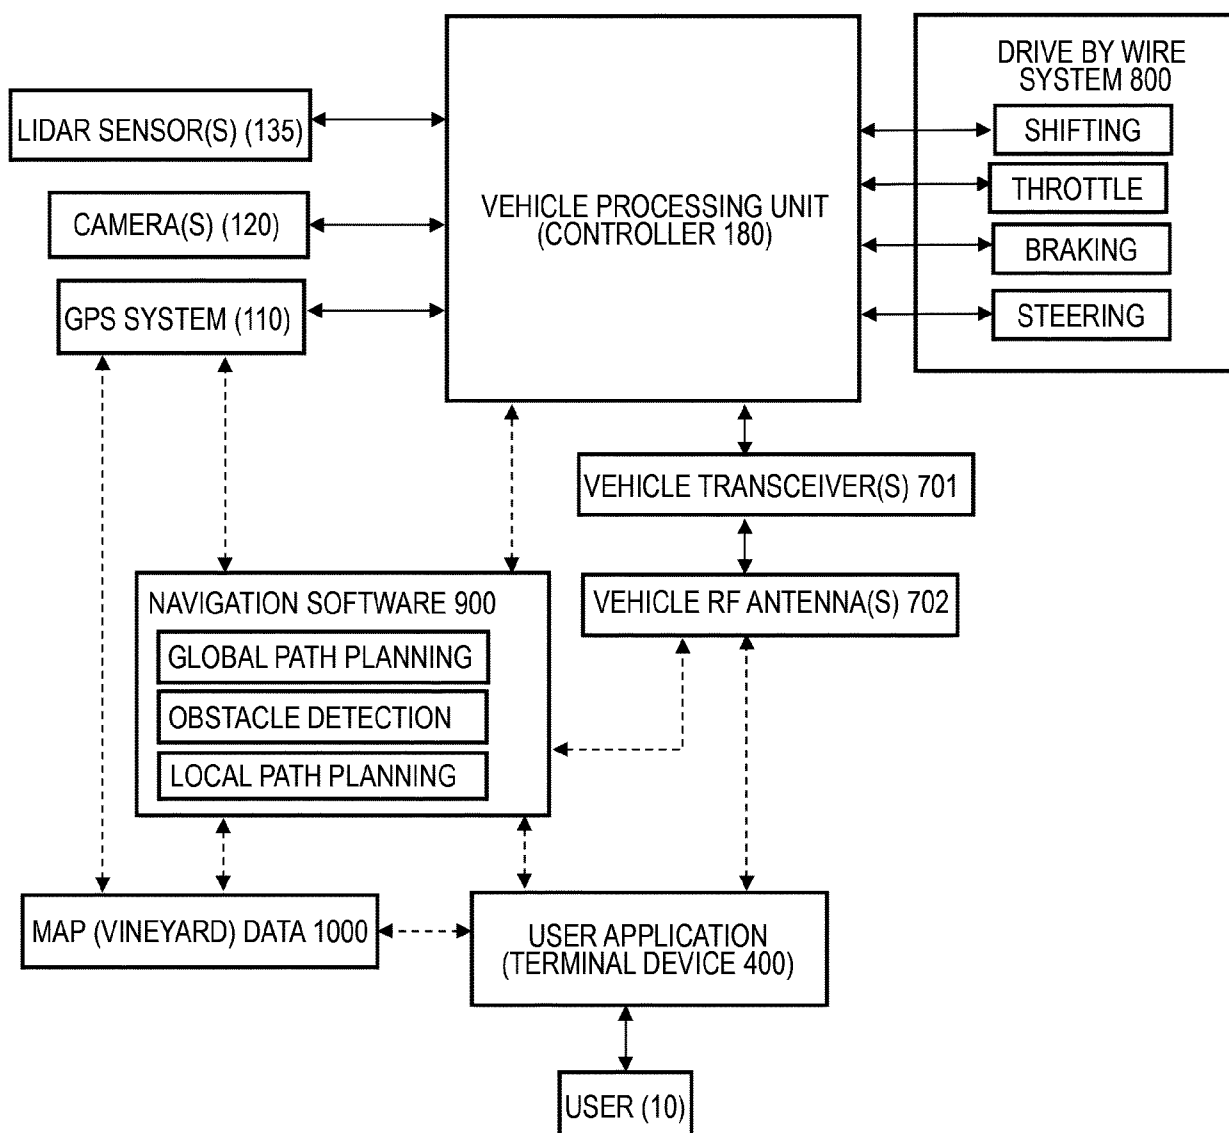 LIDAR SENSOR(S) (135)
CAMERA(S) (120)
GPS SYSTEM (110)
VEHICLE PROCESSING UNIT
(CONTROLLER 180)
DRIVE BY WIRE
SYSTEM 800
SHIFTING
THROTTLE
BRAKING
STEERING
VEHICLE TRANSCEIVER(S) 701
VEHICLE RF ANTENNA(S) 702
NAVIGATION SOFTWARE 900
GLOBAL PATH PLANNING
OBSTACLE DETECTION
LOCAL PATH PLANNING
MAP (VINEYARD) DATA 1000
USER APPLICATION
(TERMINAL DEVICE 400)
USER (10)